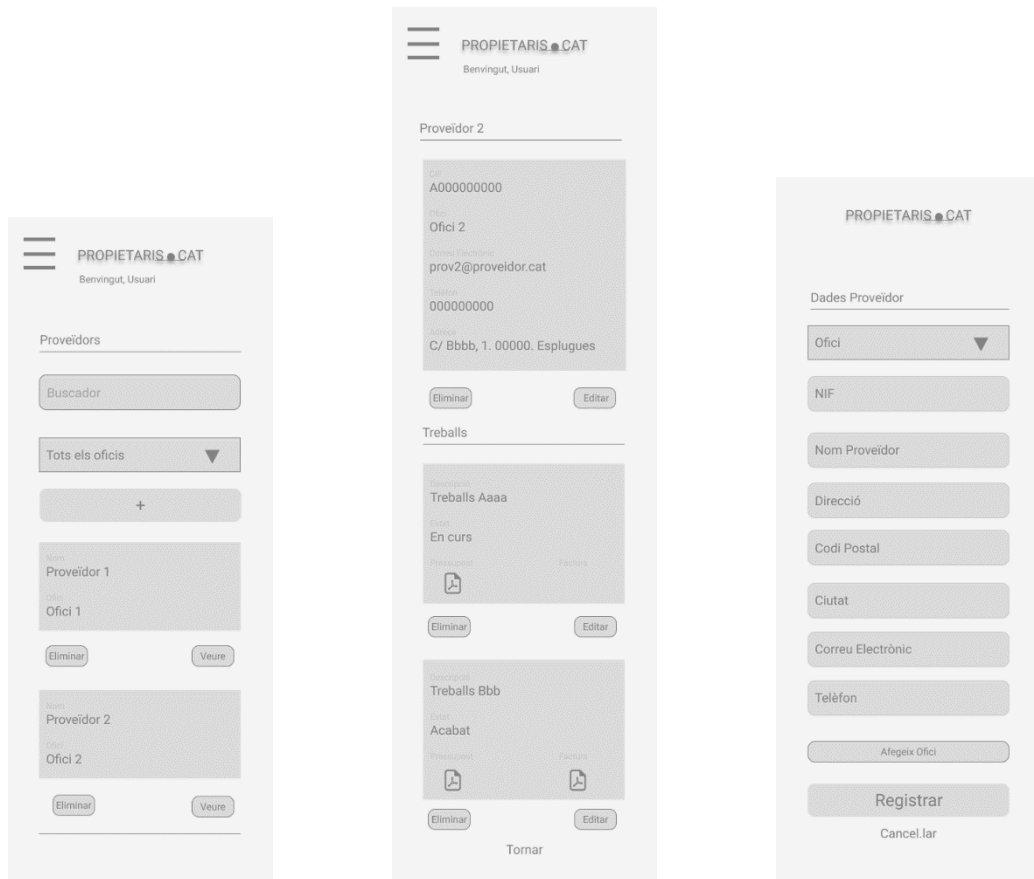 PROPIETARIS.CAT
Benvingut, Usuari
Proveïdors
Buscador
Tots els oficis
+
Nom
Proveïdor 1
Ofici
Ofici 1
Eliminar
Veure
Nom
Proveïdor 2
Ofici
Ofici 2
Eliminar
Veure
PROPIETARIS.CAT
Benvingut, Usuari
Proveïdor 2
CIF
A000000000
Ofici
Ofici 2
Correu Electrònic
prov2@proveidor.cat
Telèfon
000000000
C/ Bbbb, 1. 00000. Esplugues
Eliminar
Editar
Treballs
Treballs Aaaa
Estat
En curs
Pressupost
Factura
Eliminar
Editar
Treballs Bbb
Estat
Acabat
Pressupost
Factura
Eliminar
Editar
Tornar
PROPIETARIS.CAT
Dades Proveïdor
Ofici
NIF
Nom Proveïdor
Direcció
Codi Postal
Ciutat
Correu Electrònic
Telèfon
Afegeix Ofici
Registrar
Cancel.lar